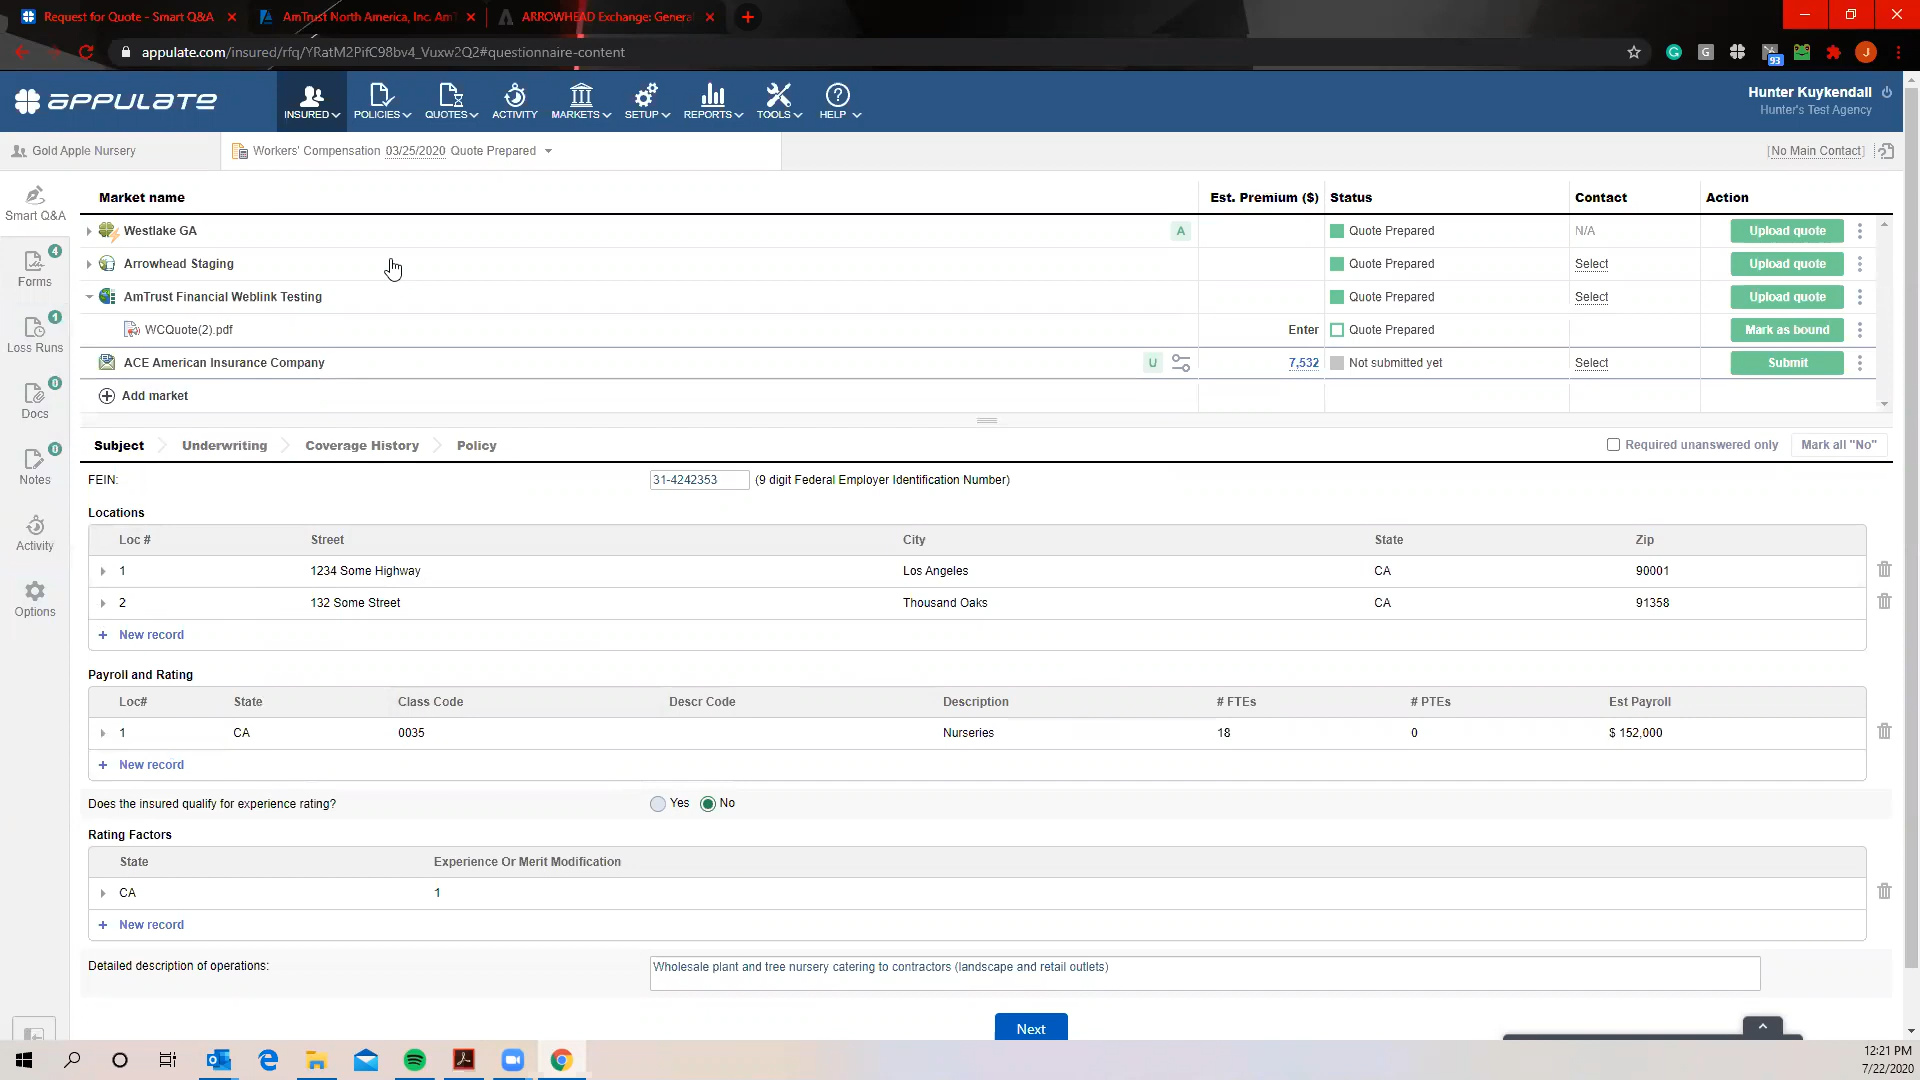 Request for Quote - Smart Q&A
AmTrust North America, Inc. Am
ARROWHEAD Exchange: General
appulate.com/insured/rfq/YRatM2PifC98bv4_Vuxw2Q2#questionnaire-content
93
J
APPULATE
INSURED
POLICIES
QUOTES
ACTIVITY
MARKETS
SETUP
REPORTS
TOOLS
HELP
Hunter Kuykendall
Hunter's Test Agency
Gold Apple Nursery
Workers' Compensation 03/25/2020 Quote Prepared
[No Main Contact]
Smart Q&A
4
Forms
1
Loss Runs
0
Docs
0
Notes
Activity
Options
Market name Est. Premium ($) Status Contact Action
Westlake GA A Quote Prepared N/A Upload quote
Arrowhead Staging Quote Prepared Select Upload quote
AmTrust Financial Weblink Testing Quote Prepared Select Upload quote
WCQuote(2).pdf Enter Quote Prepared Mark as bound
ACE American Insurance Company U 7,532 Not submitted yet Select Submit
Add market
Subject Underwriting Coverage History Policy Required unanswered only Mark all "No"
FEIN: 31-4242353 (9 digit Federal Employer Identification Number)
Locations
Loc # Street City State Zip
1 1234 Some Highway Los Angeles CA 90001
2 132 Some Street Thousand Oaks CA 91358
+ New record
Payroll and Rating
Loc# State Class Code Descr Code Description # FTEs # PTEs Est Payroll
1 CA 0035 Nurseries 18 0 $ 152,000
+ New record
Does the insured qualify for experience rating? Yes No
Rating Factors
State Experience Or Merit Modification
CA 1
+ New record
Detailed description of operations: Wholesale plant and tree nursery catering to contractors (landscape and retail outlets)
Next
12:21 PM
7/22/2020